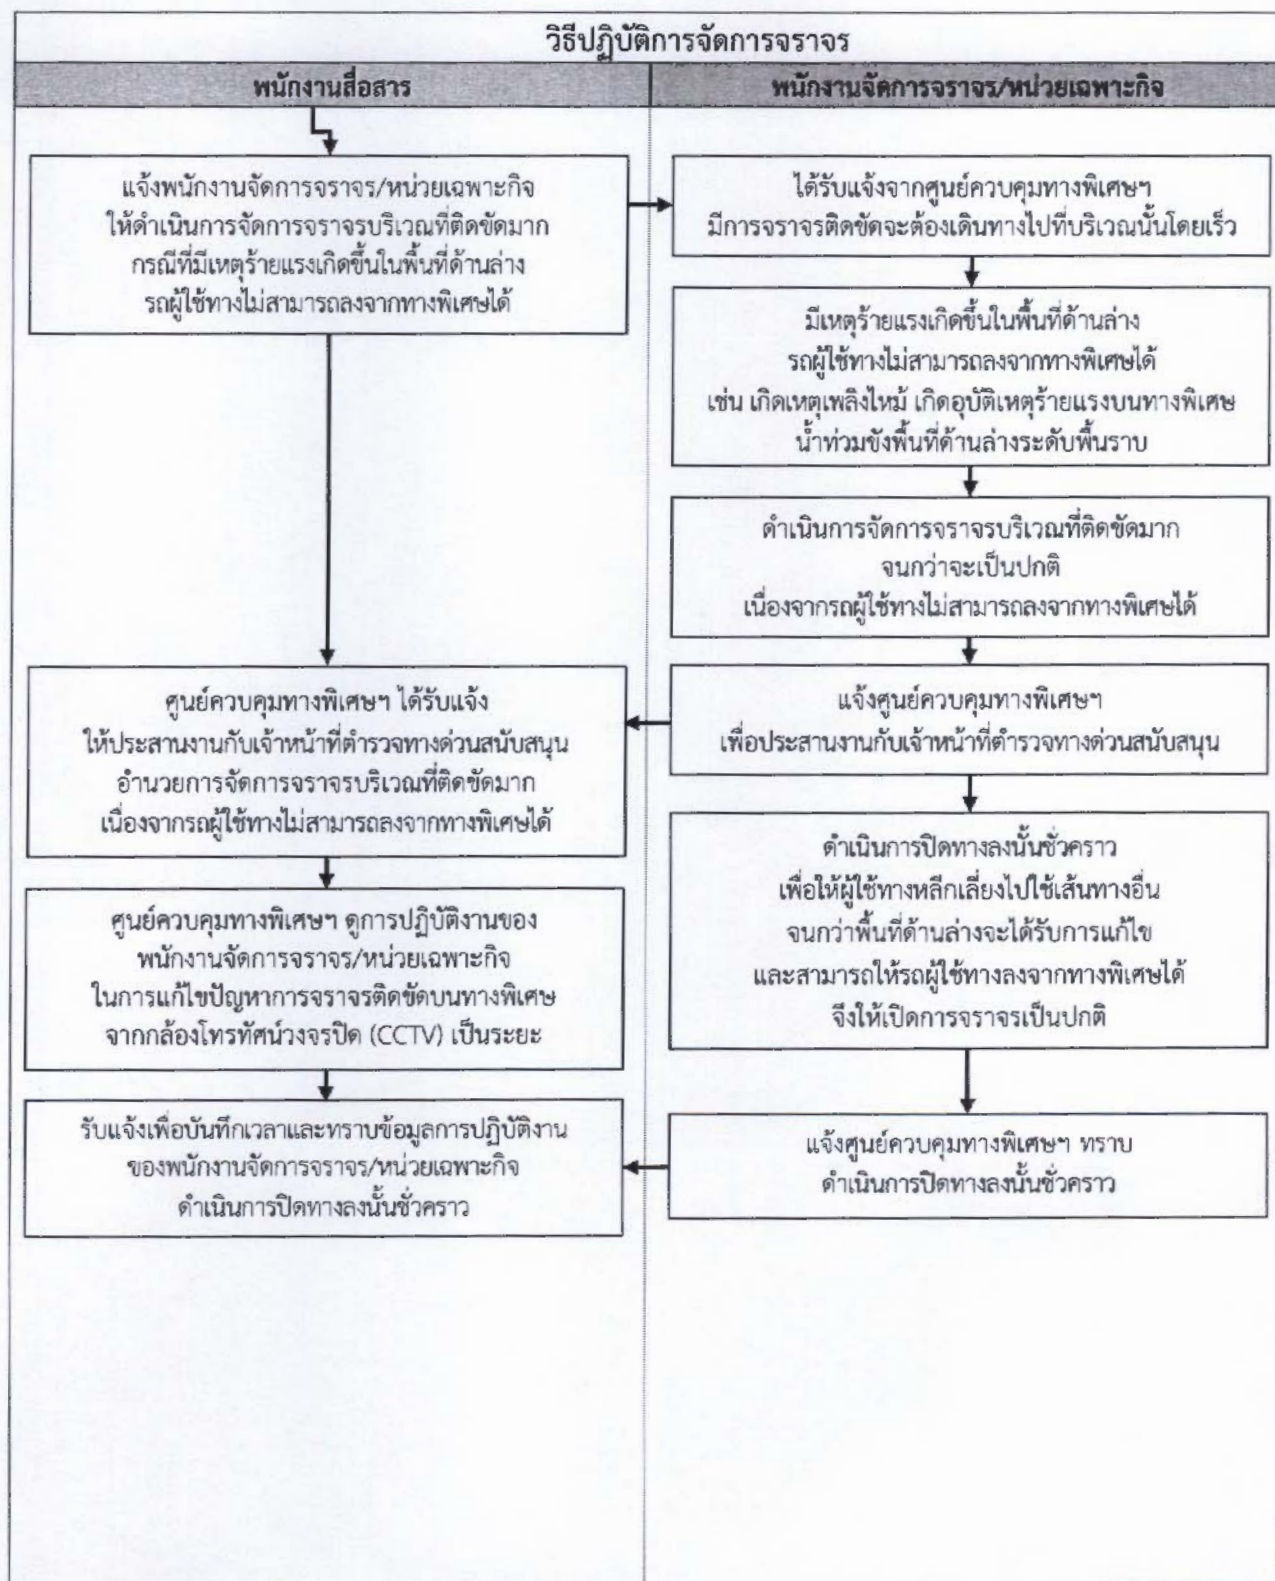 วิธีปฏิบัติการจัดการจราจร
พนักงานสื่อสาร
พนักงานจัดการจราจร/หน่วยเฉพาะกิจ
แจ้งพนักงานจัดการจราจร/หน่วยเฉพาะกิจ
ให้ดำเนินการจัดการจราจรบริเวณที่ติดขัดมาก
กรณีที่มีเหตุร้ายแรงเกิดขึ้นในพื้นที่ด้านล่าง
รถผู้ใช้ทางไม่สามารถลงจากทางพิเศษได้
ได้รับแจ้งจากศูนย์ควบคุมทางพิเศษฯ
มีการจราจรติดขัดจะต้องเดินทางไปที่บริเวณนั้นโดยเร็ว
มีเหตุร้ายแรงเกิดขึ้นในพื้นที่ด้านล่าง
รถผู้ใช้ทางไม่สามารถลงจากทางพิเศษได้
เช่น เกิดเหตุเพลิงไหม้ เกิดอุบัติเหตุร้ายแรงบนทางพิเศษ
น้ำท่วมขังพื้นที่ด้านล่างระดับพื้นราบ
ดำเนินการจัดการจราจรบริเวณที่ติดขัดมาก
จนกว่าจะเป็นปกติ
เนื่องจากรถผู้ใช้ทางไม่สามารถลงจากทางพิเศษได้
แจ้งศูนย์ควบคุมทางพิเศษฯ
เพื่อประสานงานกับเจ้าหน้าที่ตำรวจทางด่วนสนับสนุน
ศูนย์ควบคุมทางพิเศษฯ ได้รับแจ้ง
ให้ประสานงานกับเจ้าหน้าที่ตำรวจทางด่วนสนับสนุน
อำนวยการจัดการจราจรบริเวณที่ติดขัดมาก
เนื่องจากรถผู้ใช้ทางไม่สามารถลงจากทางพิเศษได้
ดำเนินการปิดทางลงนั้นชั่วคราว
เพื่อให้ผู้ใช้ทางหลีกเลี่ยงไปใช้เส้นทางอื่น
จนกว่าพื้นที่ด้านล่างจะได้รับการแก้ไข
และสามารถให้รถผู้ใช้ทางลงจากทางพิเศษได้
จึงให้เปิดการจราจรเป็นปกติ
ศูนย์ควบคุมทางพิเศษฯ ดูการปฏิบัติงานของ
พนักงานจัดการจราจร/หน่วยเฉพาะกิจ
ในการแก้ไขปัญหาการจราจรติดขัดบนทางพิเศษ
จากกล้องโทรทัศน์วงจรปิด (CCTV) เป็นระยะ
รับแจ้งเพื่อบันทึกเวลาและทราบข้อมูลการปฏิบัติงาน
ของพนักงานจัดการจราจร/หน่วยเฉพาะกิจ
ดำเนินการปิดทางลงนั้นชั่วคราว
แจ้งศูนย์ควบคุมทางพิเศษฯ ทราบ
ดำเนินการปิดทางลงนั้นชั่วคราว